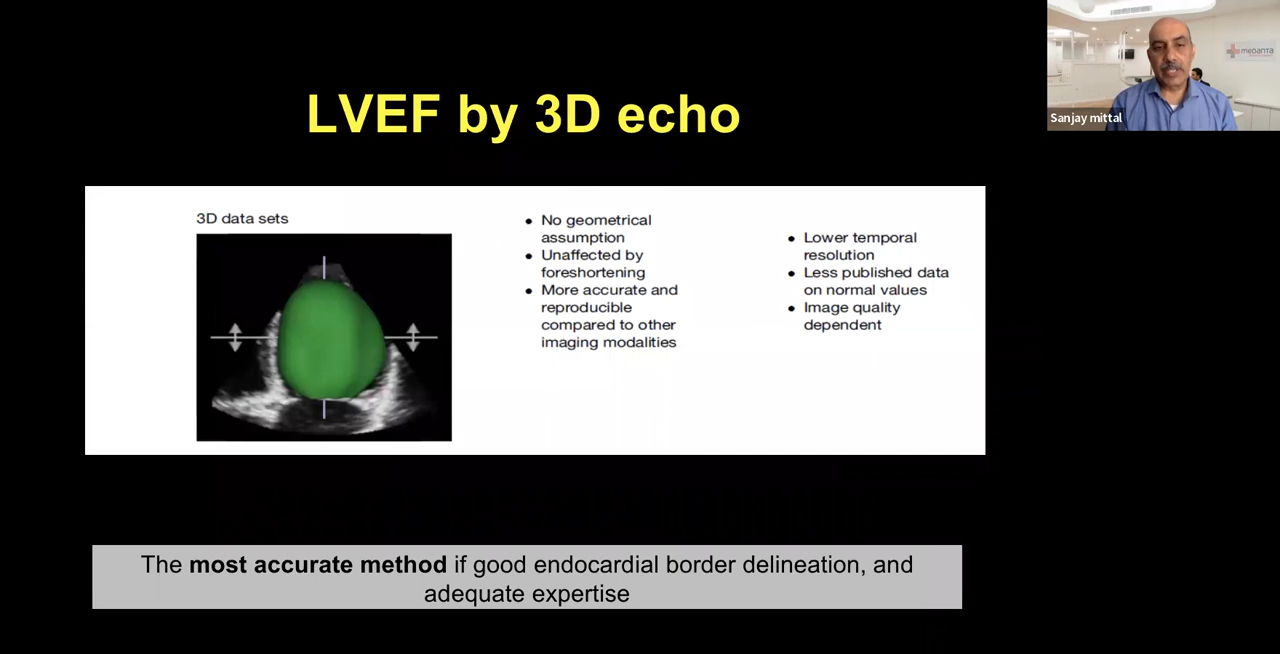 LVEF by 3D echo
meDANTA
Sanjay mittal
3D data sets
• No geometrical
assumption
• Unaffected by
foreshortening
• More accurate and
reproducible
compared to other
imaging modalities
• Lower temporal
resolution
• Less published data
on normal values
• Image quality
dependent
The most accurate method if good endocardial border delineation, and
adequate expertise